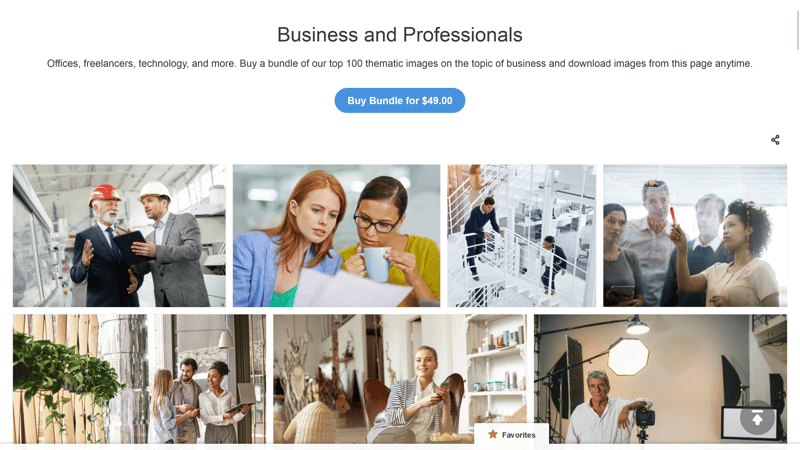 Business and Professionals
Offices, freelancers, technology, and more. Buy a bundle of our top 100 thematic images on the topic of business and download images from this page anytime.
Buy Bundle for $49.00
Favorites